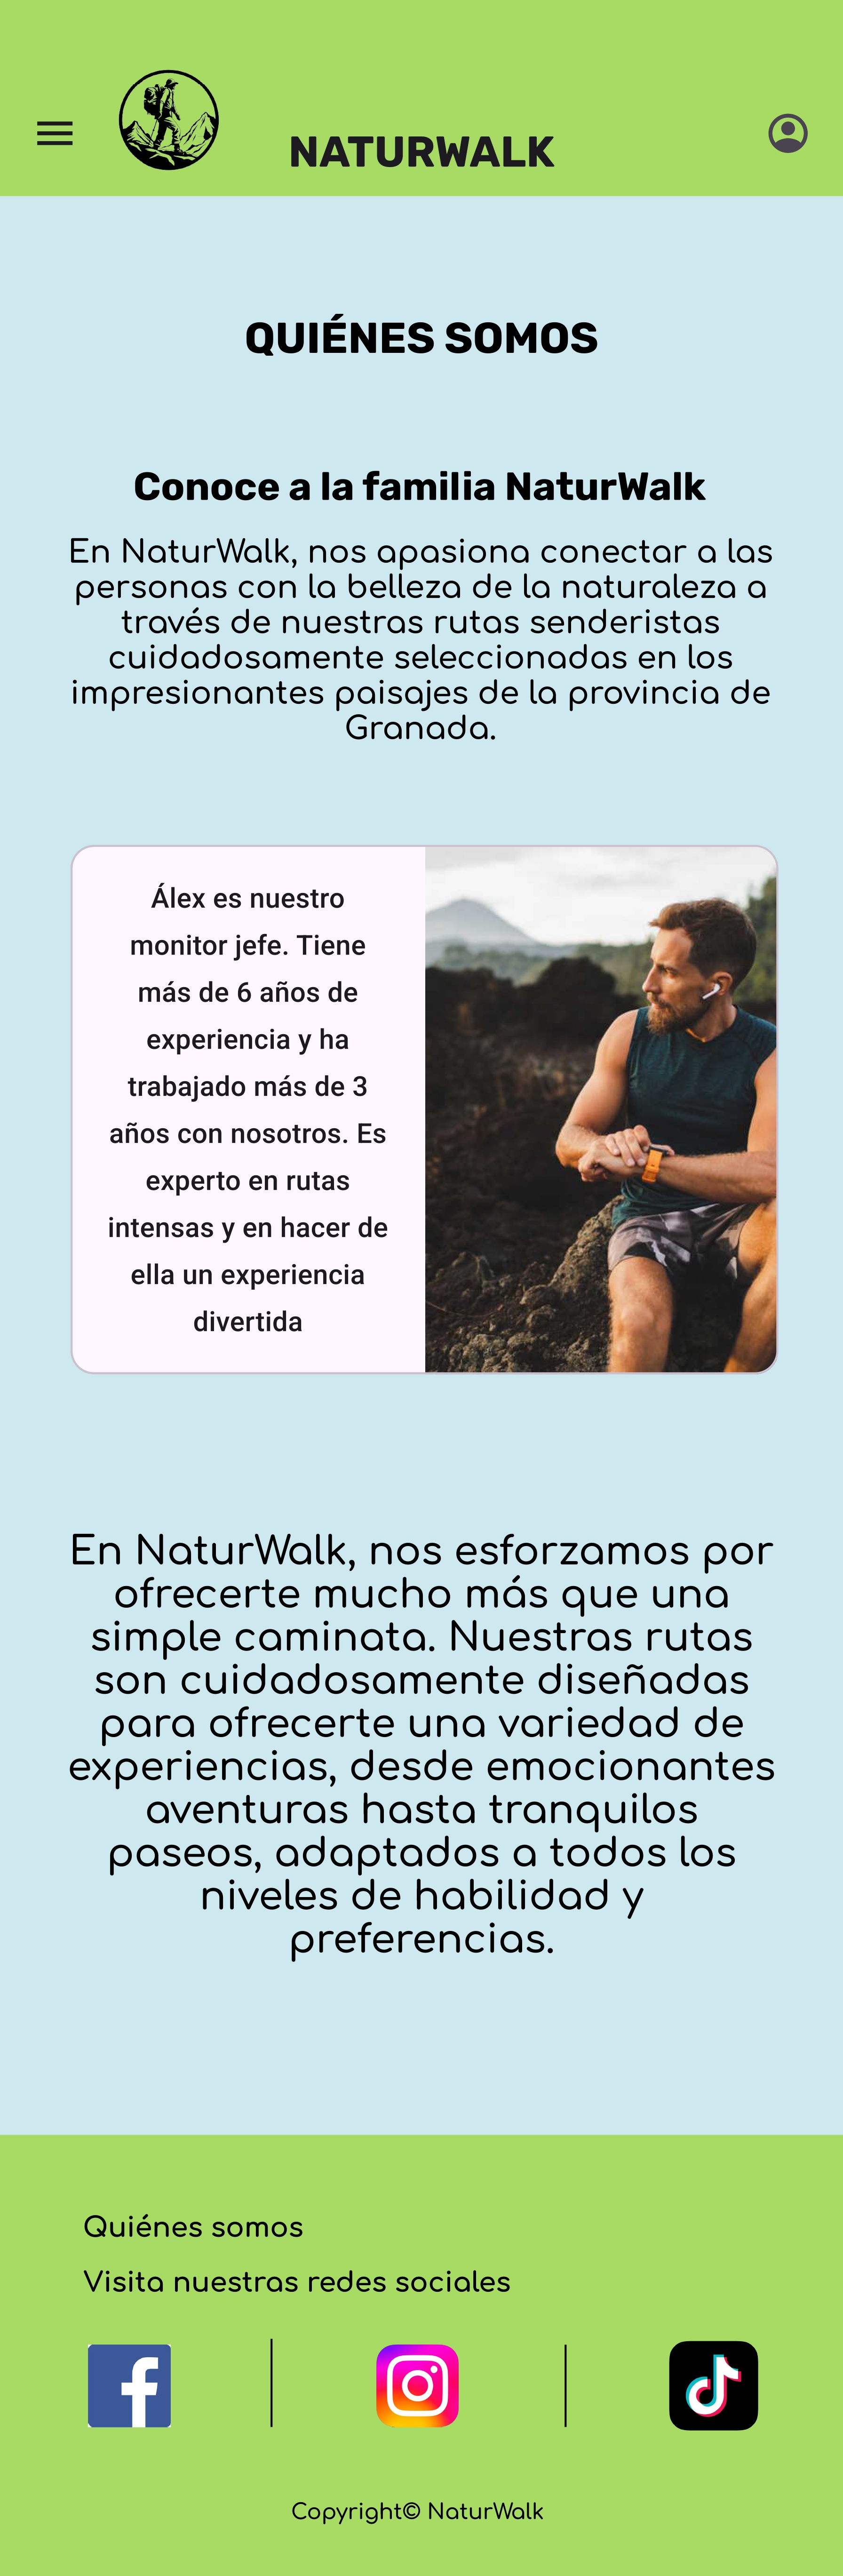 NATURWALK
QUIÉNES SOMOS
Conoce a la familia NaturWalk
En NaturWalk, nos apasiona conectar a las
personas con la belleza de la naturaleza a
través de nuestras rutas senderistas
cuidadosamente seleccionadas en los
impresionantes paisajes de la provincia de
Granada.
Álex es nuestro
monitor jefe. Tiene
más de 6 años de
experiencia y ha
trabajado más de 3
años con nosotros. Es
experto en rutas
intensas y en hacer de
ella un experiencia
divertida
En NaturWalk, nos esforzamos por
ofrecerte mucho más que una
simple caminata. Nuestras rutas
son cuidadosamente diseñadas
para ofrecerte una variedad de
experiencias, desde emocionantes
aventuras hasta tranquilos
paseos, adaptados a todos los
niveles de habilidad y
preferencias.
Quiénes somos
Visita nuestras redes sociales
Copyright© NaturWalk